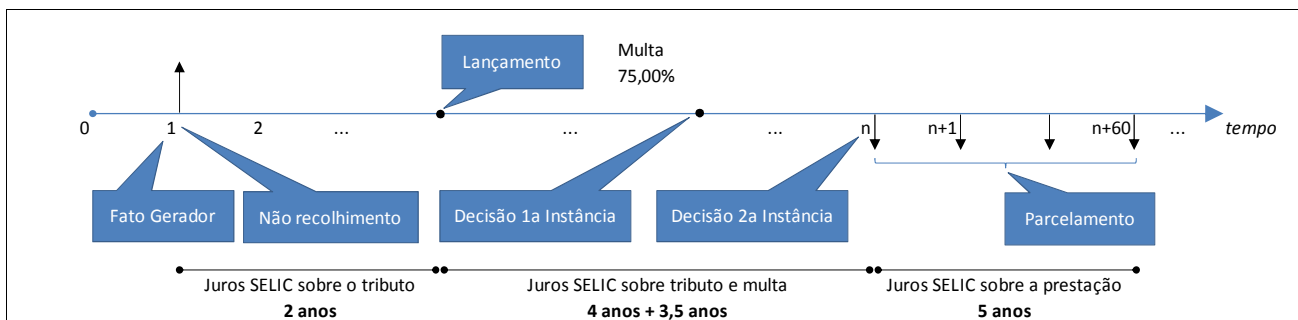 Lançamento
Multa
75,00%
0
1
2
...
...
...
n
n+1
n+60
...
tempo
Fato Gerador
Não recolhimento
Decisão 1a Instância
Decisão 2a Instância
Parcelamento
Juros SELIC sobre o tributo
2 anos
Juros SELIC sobre tributo e multa
4 anos + 3,5 anos
Juros SELIC sobre a prestação
5 anos